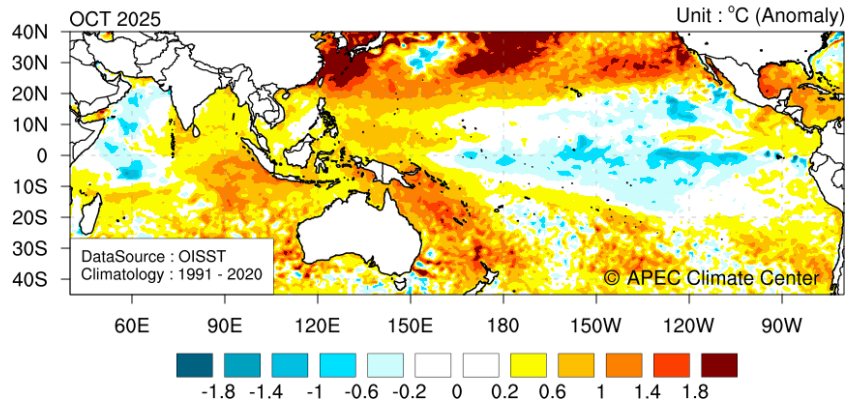 OCT 2025
Unit : °C (Anomaly)
40N
30N
20N
10N
0
10S
20S
30S
40S
DataSource : OISST
Climatology : 1991 - 2020
© APEC Climate Center
60E 90E 120E 150E 180 150W 120W 90W
-1.8 -1.4 -1 -0.6 -0.2 0 0.2 0.6 1 1.4 1.8